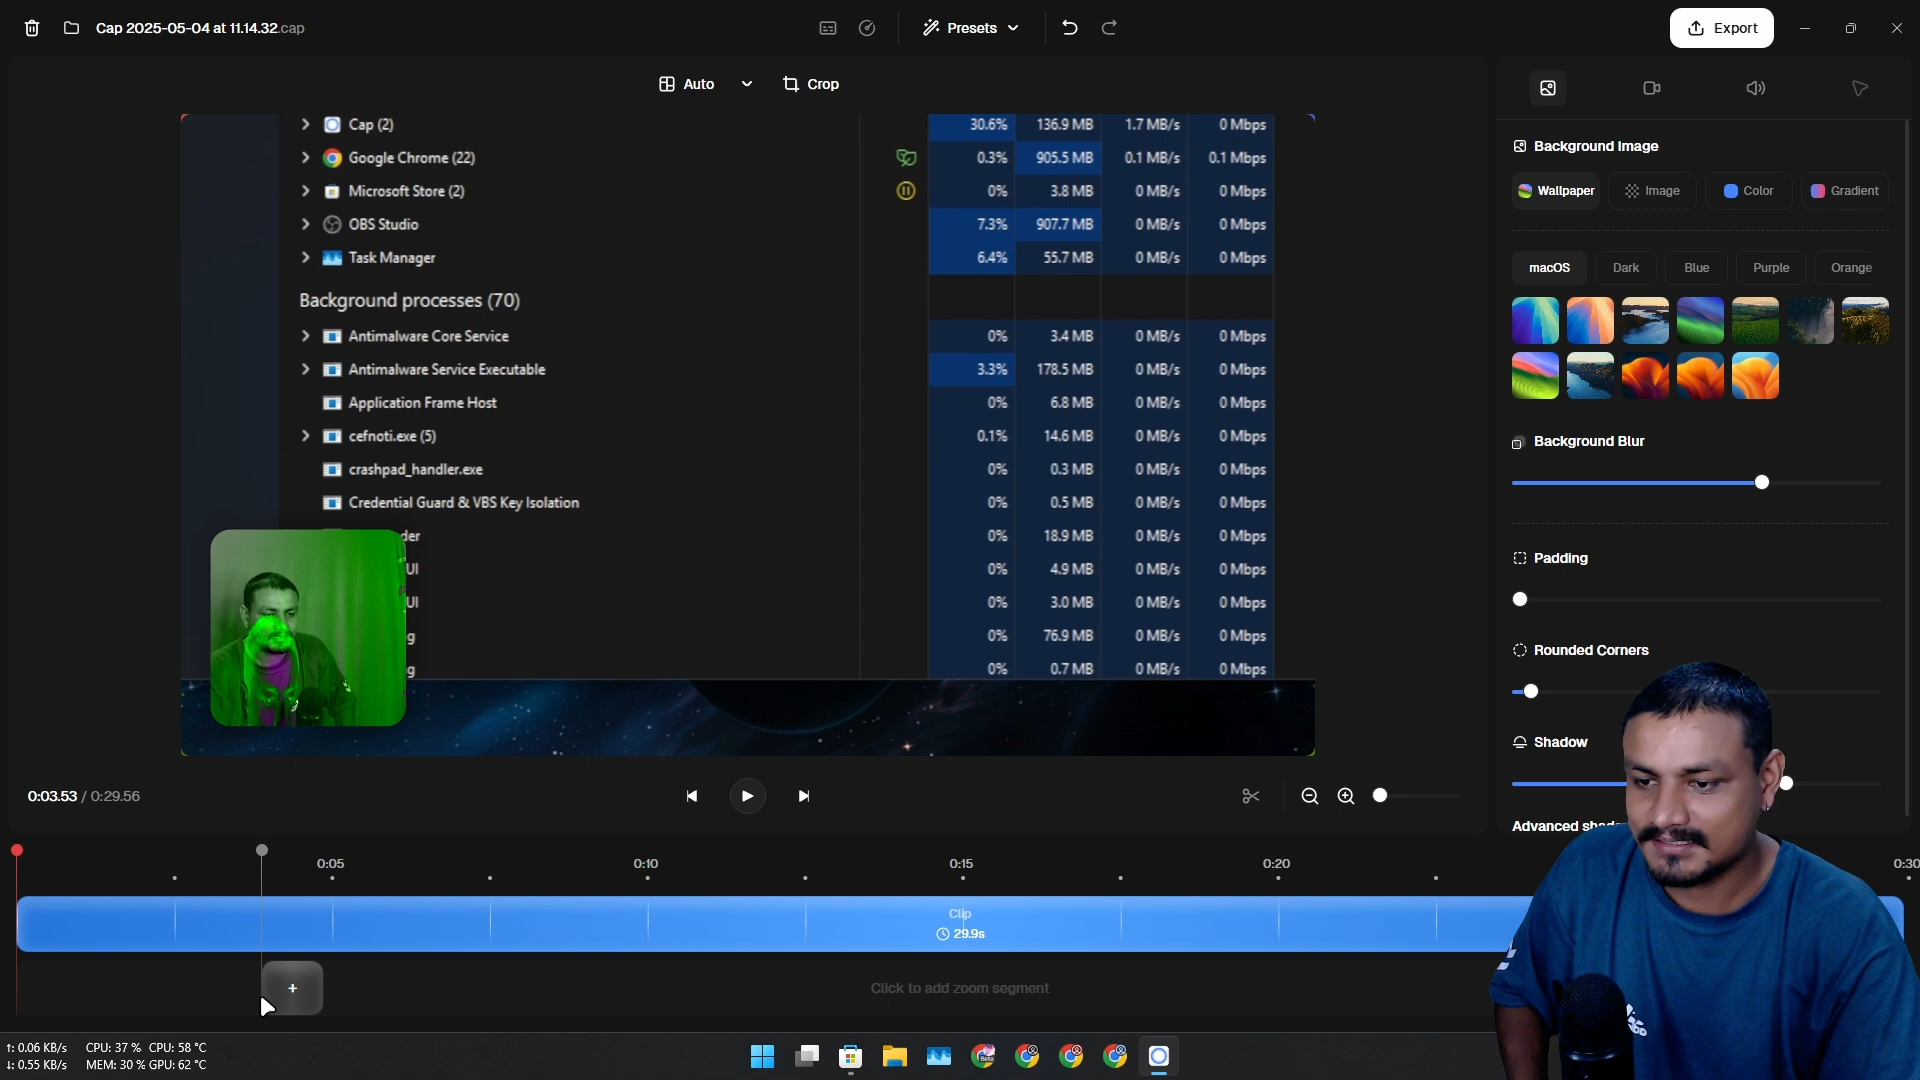 Cap 2025-05-04 at 11.14.32.cap
Presets
Export
Auto
Crop
Cap (2) 30.6% 136.9 MB 1.7 MB/s 0 Mbps
Google Chrome (22) 0.3% 905.5 MB 0.1 MB/s 0.1 Mbps
Microsoft Store (2) 0% 3.8 MB 0 MB/s 0 Mbps
OBS Studio 7.3% 907.7 MB 0 MB/s 0 Mbps
Task Manager 6.4% 55.7 MB 0 MB/s 0 Mbps
Background processes (70)
Antimalware Core Service 0% 3.4 MB 0 MB/s 0 Mbps
Antimalware Service Executable 3.3% 178.5 MB 0 MB/s 0 Mbps
Application Frame Host 0% 6.8 MB 0 MB/s 0 Mbps
cefnoti.exe (5) 0.1% 14.6 MB 0 MB/s 0 Mbps
crashpad_handler.exe 0% 0.3 MB 0 MB/s 0 Mbps
Credential Guard & VBS Key Isolation 0% 0.5 MB 0 MB/s 0 Mbps
der 0% 18.9 MB 0 MB/s 0 Mbps
UI 0% 4.9 MB 0 MB/s 0 Mbps
UI 0% 3.0 MB 0 MB/s 0 Mbps
g 0% 76.9 MB 0 MB/s 0 Mbps
g 0% 0.7 MB 0 MB/s 0 Mbps
Background Image
Wallpaper Image Color Gradient
macOS Dark Blue Purple Orange
Background Blur
Padding
Rounded Corners
Shadow
Advanced
0:03.53 / 0:29.56
0:05 0:10 0:15 0:20 0:30
Clip
29.9s
+
Click to add zoom segment
↑: 0.06 KB/s CPU: 37 % CPU: 58 °C
↓: 0.55 KB/s MEM: 30 % GPU: 62 °C
Beta